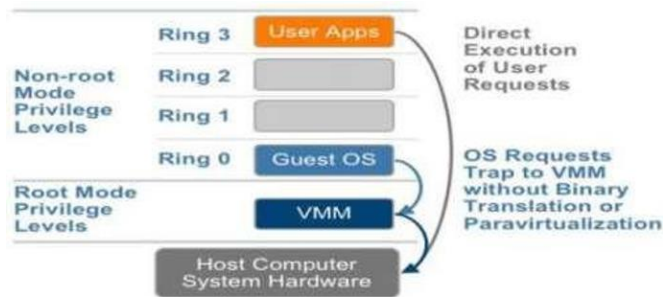 Ring 3
User Apps
Direct
Execution
of User
Requests
Non-root
Mode
Privilege
Levels
Ring 2
Ring 1
Ring 0
Guest OS
OS Requests
Trap to VMM
without Binary
Translation or
Paravirtualization
Root Mode
Privilege
Levels
VMM
Host Computer
System Hardware